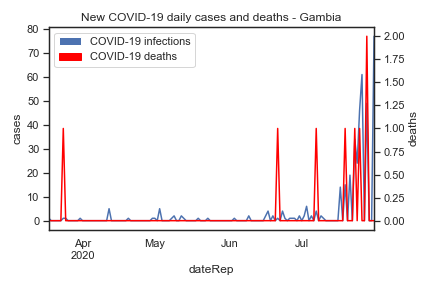 New COVID-19 daily cases and deaths - Gambia
COVID-19 infections
COVID-19 deaths
cases
80
70
60
50
40
30
20
10
0
deaths
2.00
1.75
1.50
1.25
1.00
0.75
0.50
0.25
0.00
Apr
2020
May
Jun
Jul
dateRep